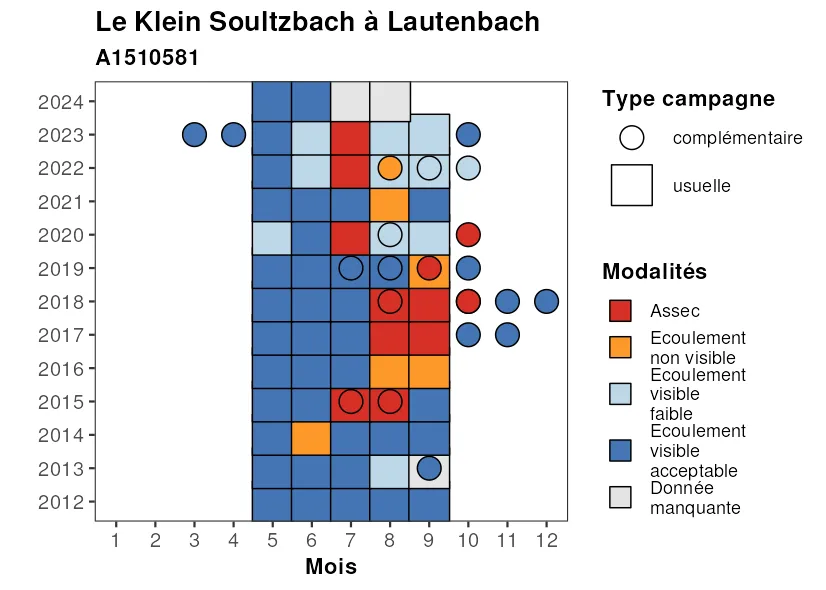 Le Klein Soultzbach à Lautenbach
A1510581
2024
2023
2022
2021
2020
2019
2018
2017
2016
2015
2014
2013
2012
1 2 3 4 5 6 7 8 9 10 11 12
Mois
Type campagne
complémentaire
usuelle
Modalités
Assec
Ecoulement
non visible
Ecoulement
visible
faible
Ecoulement
visible
acceptable
Donnée
manquante